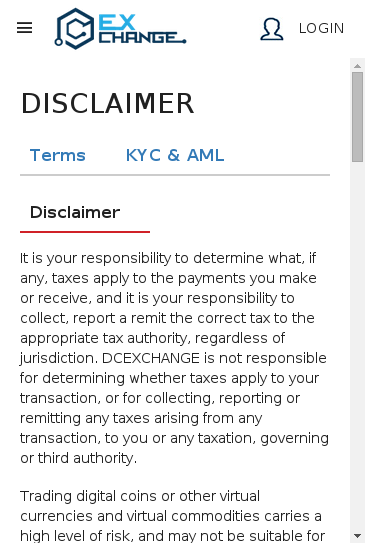 EX
CHANGE
LOGIN
DISCLAIMER
Terms
KYC & AML
Disclaimer
It is your responsibility to determine what, if
any, taxes apply to the payments you make
or receive, and it is your responsibility to
collect, report a remit the correct tax to the
appropriate tax authority, regardless of
jurisdiction. DCEXCHANGE is not responsible
for determining whether taxes apply to your
transaction, or for collecting, reporting or
remitting any taxes arising from any
transaction, to you or any taxation, governing
or third authority.
Trading digital coins or other virtual
currencies and virtual commodities carries a
high level of risk, and may not be suitable for